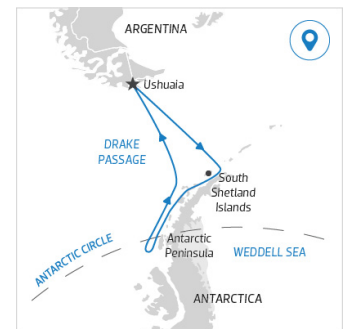 ARGENTINA
Ushuaia
DRAKE
PASSAGE
South
Shetland
Islands
ANTARCTIC CIRCLE
Antarctic
Peninsula
WEDDELL SEA
ANTARCTICA